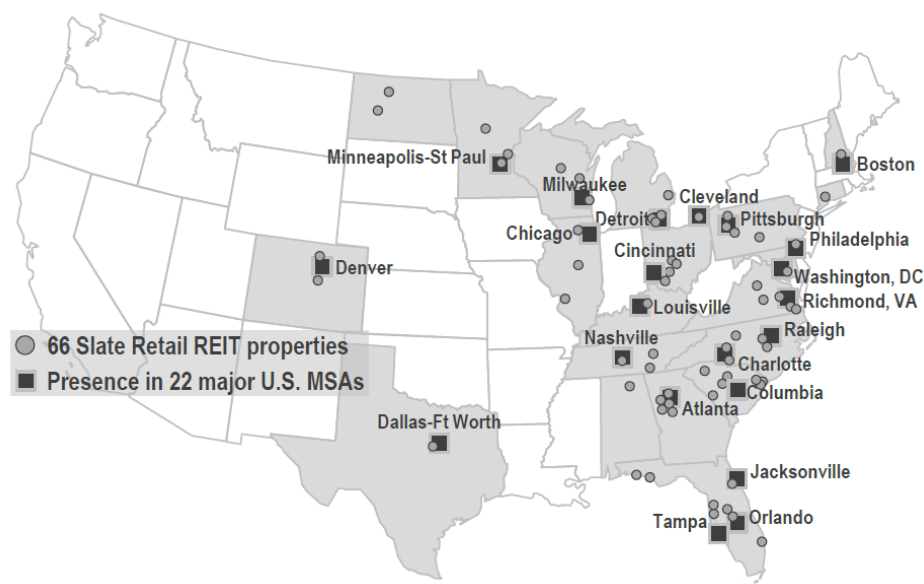 Minneapolis-St Paul
Boston
Milwaukee
Cleveland
Detroit
Pittsburgh
Chicago
Philadelphia
Cincinnati
Denver
Washington, DC
Louisville
Richmond, VA
Nashville
Raleigh
66 Slate Retail REIT properties
Charlotte
Presence in 22 major U.S. MSAs
Columbia
Atlanta
Dallas-Ft Worth
Jacksonville
Tampa
Orlando